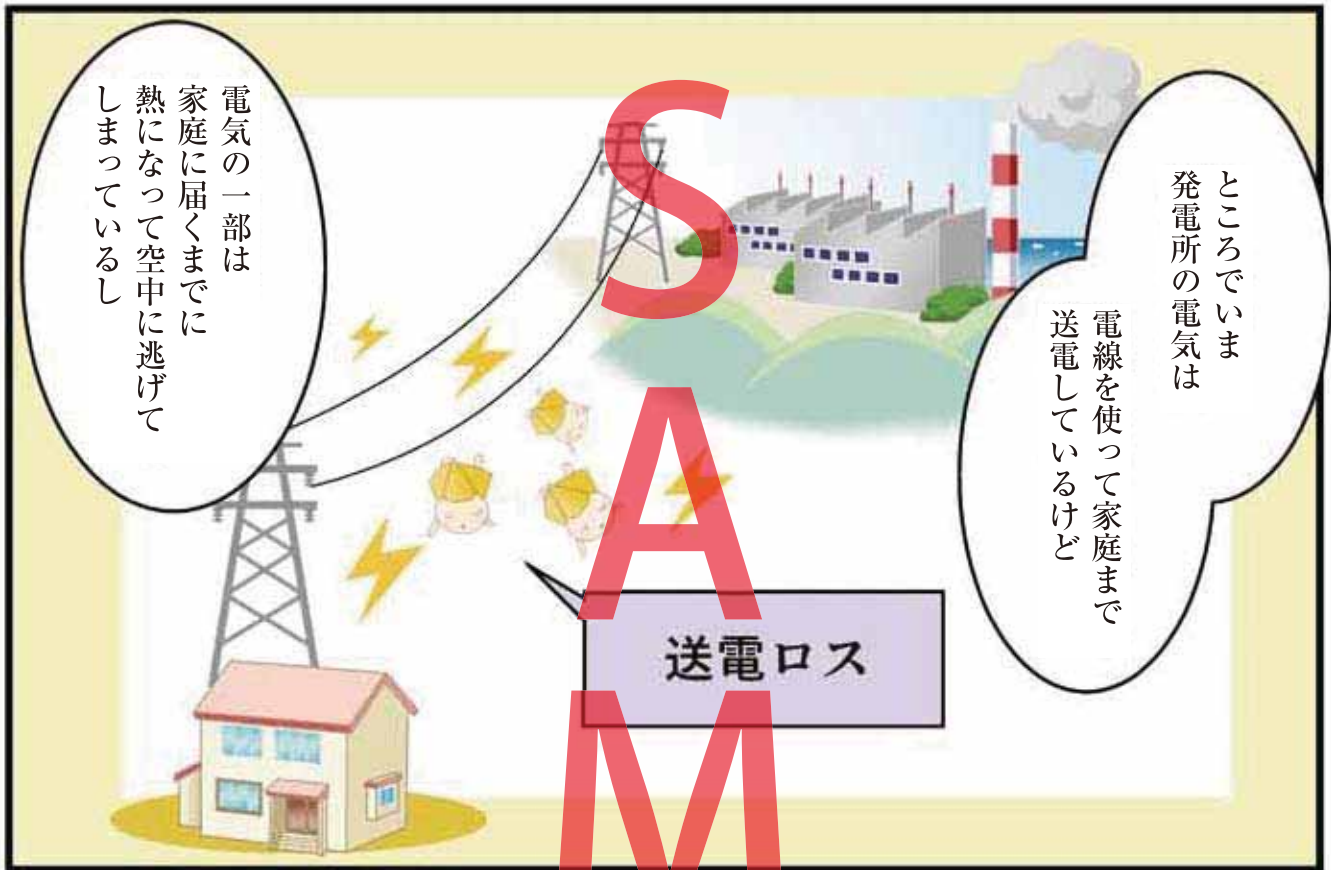 ところでいま
発電所の電気は
電線を使って家庭まで
送電しているけど
電気の一部は
家庭に届くまでに
熱になって空中に逃げて
しまっているし
送電ロス
SAM